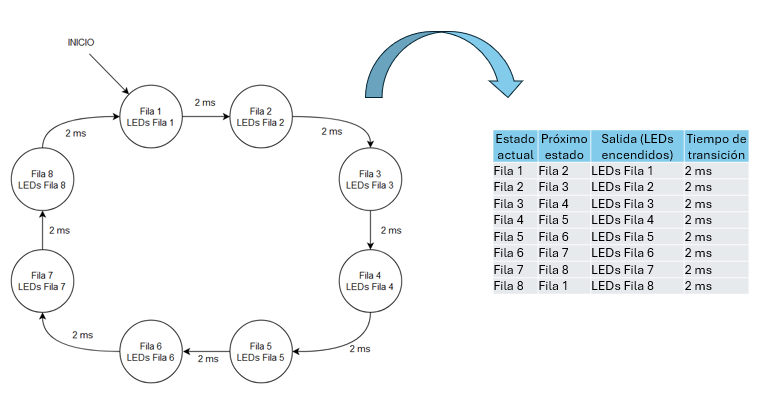 INICIO
Fila 1
LEDs Fila 1
2 ms
Fila 2
LEDs Fila 2
2 ms
Fila 3
LEDs Fila 3
2 ms
Fila 4
LEDs Fila 4
2 ms
Fila 5
LEDs Fila 5
2 ms
Fila 6
LEDs Fila 6
2 ms
Fila 7
LEDs Fila 7
2 ms
Fila 8
LEDs Fila 8
2 ms
Estado actual Próximo estado Salida (LEDs encendidos) Tiempo de transición
Fila 1 Fila 2 LEDs Fila 1 2 ms
Fila 2 Fila 3 LEDs Fila 2 2 ms
Fila 3 Fila 4 LEDs Fila 3 2 ms
Fila 4 Fila 5 LEDs Fila 4 2 ms
Fila 5 Fila 6 LEDs Fila 5 2 ms
Fila 6 Fila 7 LEDs Fila 6 2 ms
Fila 7 Fila 8 LEDs Fila 7 2 ms
Fila 8 Fila 1 LEDs Fila 8 2 ms